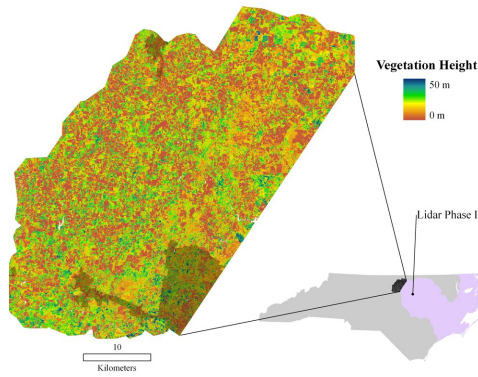 Vegetation Height
50 m
0 m
Lidar Phase I
10
Kilometers